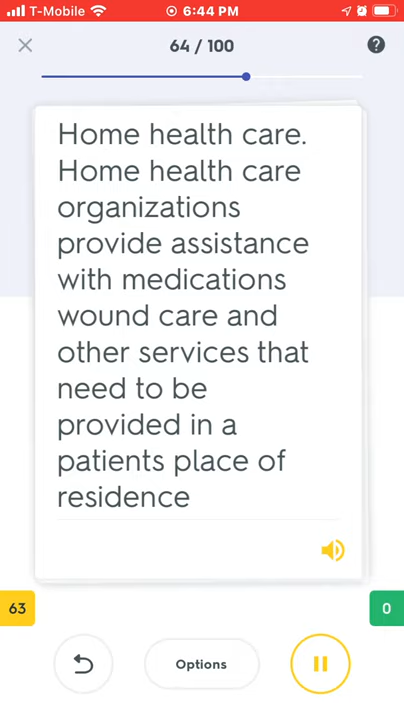 T-Mobile 6:44 PM
64 / 100
Home health care.
Home health care
organizations
provide assistance
with medications
wound care and
other services that
need to be
provided in a
patients place of
residence
63
0
Options